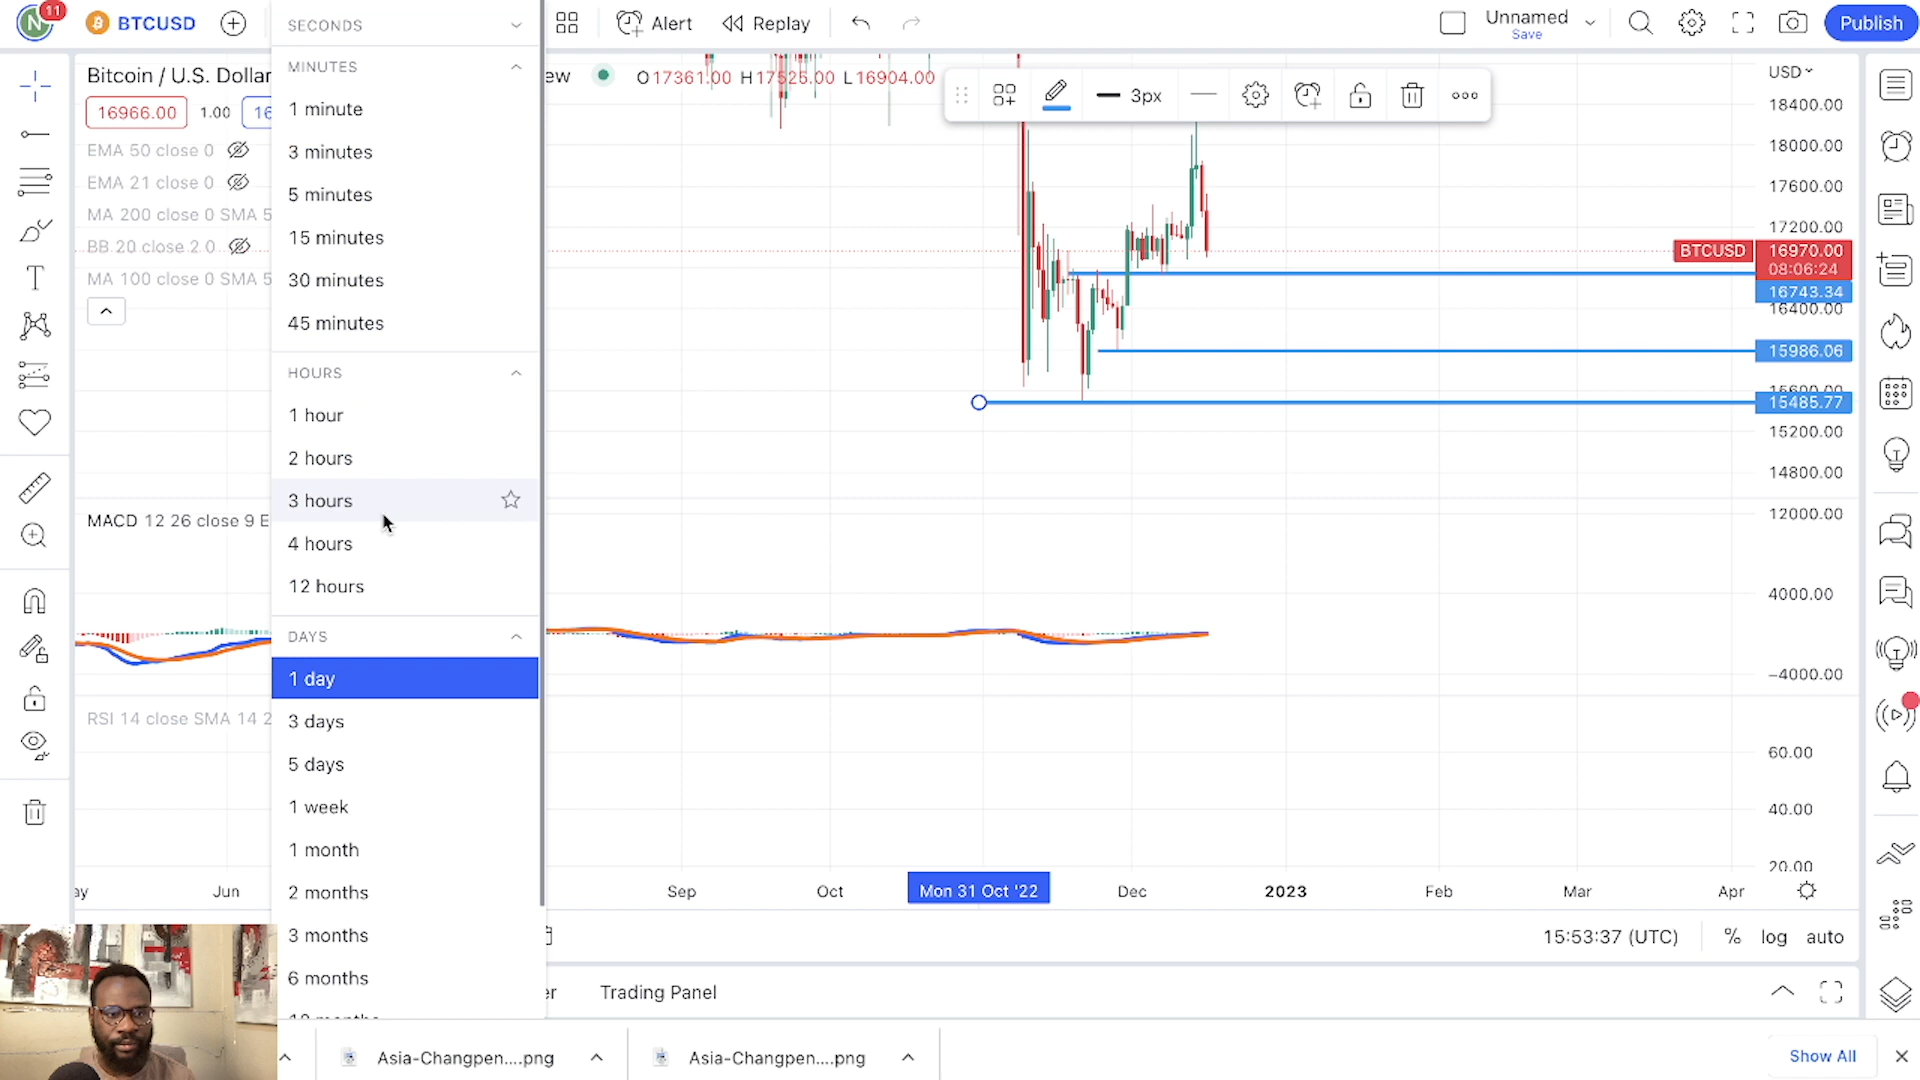 11
N
BTCUSD
SECONDS
Alert
Replay
Unnamed
Save
Publish
Bitcoin / U.S. Dollar
MINUTES
ew
O17361.00 H17525.00 L16904.00
3px
USD
16966.00
1.00
1 minute
18400.00
EMA 50 close 0
3 minutes
18000.00
EMA 21 close 0
5 minutes
17600.00
MA 200 close 0 SMA 5
15 minutes
17200.00
BB 20 close 2 0
BTCUSD
16970.00
08:06:24
MA 100 close 0 SMA 5
30 minutes
16743.34
16400.00
45 minutes
15986.06
HOURS
15600.00
15485.77
1 hour
15200.00
2 hours
14800.00
3 hours
MACD 12 26 close 9 E
12000.00
4 hours
12 hours
4000.00
DAYS
1 day
−4000.00
RSI 14 close SMA 14 2
3 days
60.00
5 days
1 week
40.00
1 month
20.00
ay
Jun
2 months
Sep
Oct
Mon 31 Oct '22
Dec
2023
Feb
Mar
Apr
3 months
15:53:37 (UTC)
%
log
auto
6 months
er
Trading Panel
Asia-Changpen....png
Asia-Changpen....png
Show All